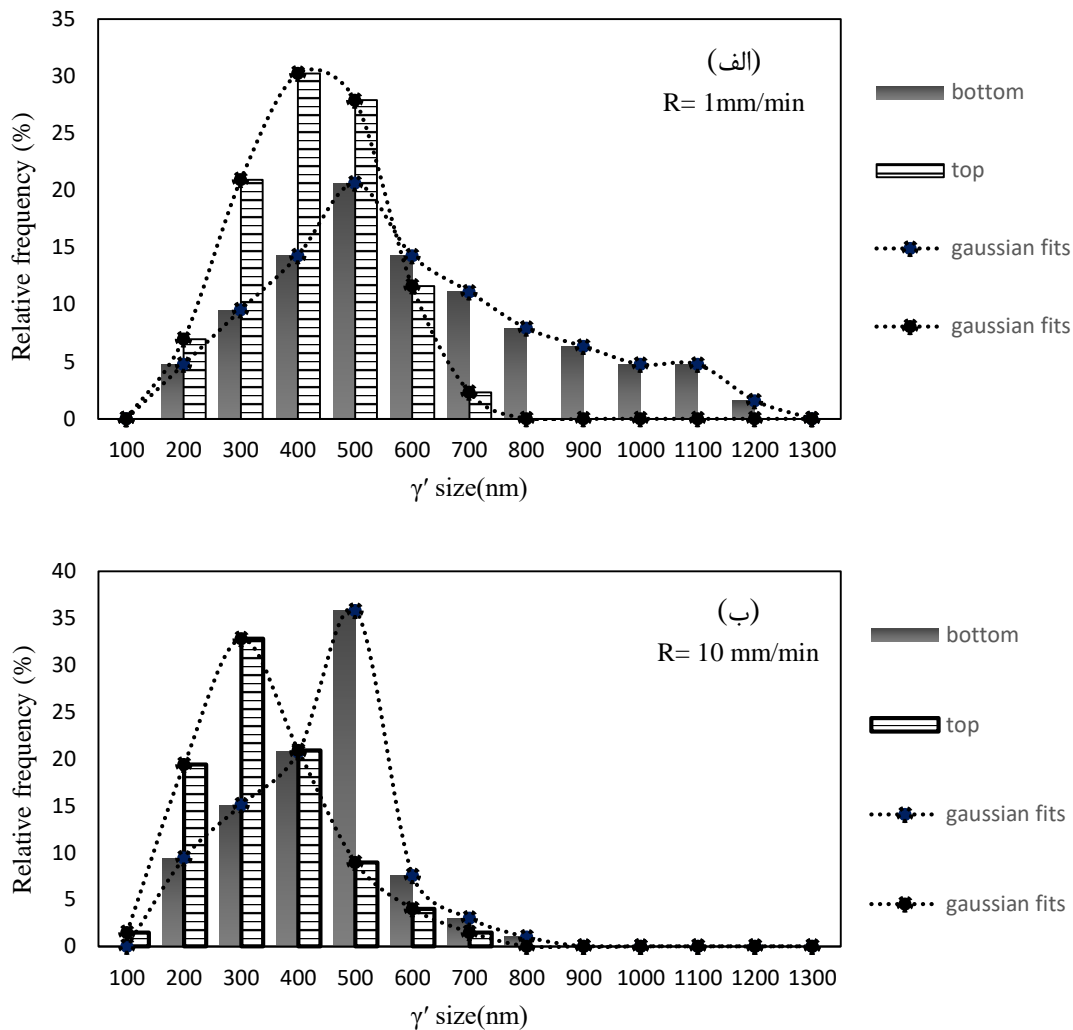 35
30
25
20
15
10
5
0
Relative frequency (%)
(الف)
R= 1mm/min
100 200 300 400 500 600 700 800 900 1000 1100 1200 1300
γ′ size(nm)
bottom
top
gaussian fits
gaussian fits
40
35
30
25
20
15
10
5
0
Relative frequency (%)
(ب)
R= 10 mm/min
100 200 300 400 500 600 700 800 900 1000 1100 1200 1300
γ′ size(nm)
bottom
top
gaussian fits
gaussian fits